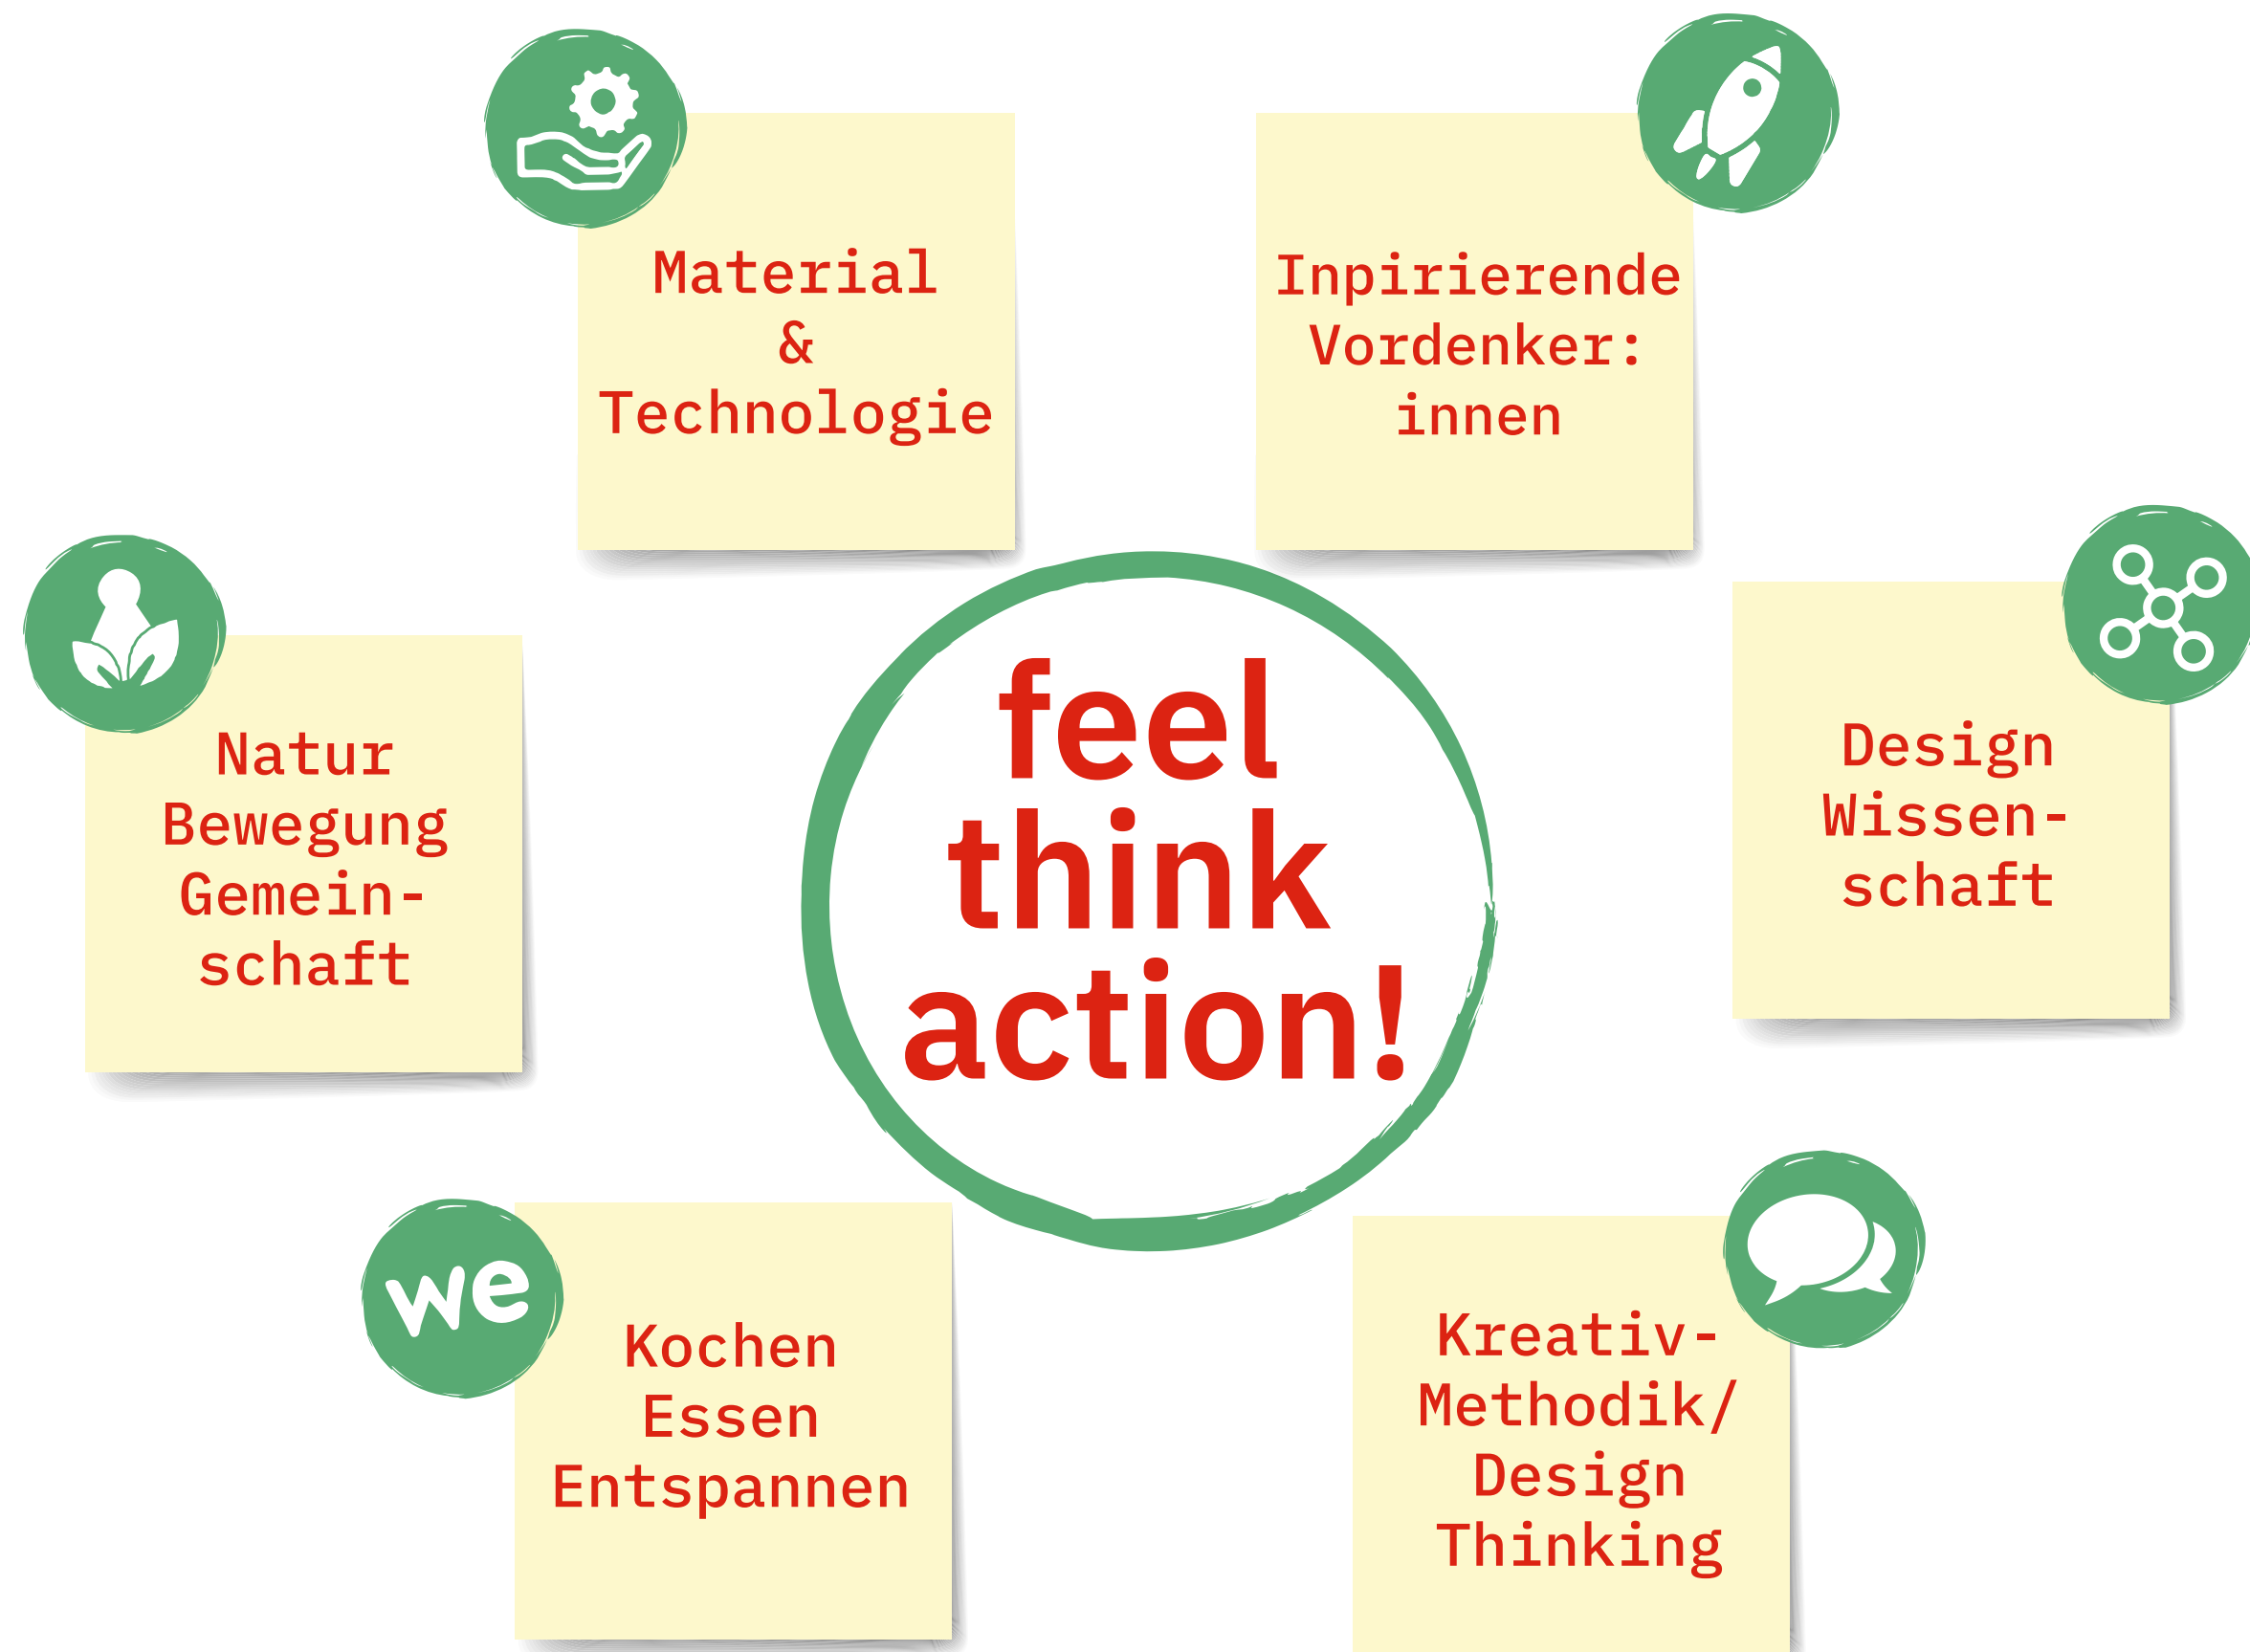 Material
&
Technologie
Inpirierende
Vordenker:
innen
Natur
Bewegung
Gemein-
schaft
feel
think
action!
Design
Wissen-
schaft
we
Kochen
Essen
Entspannen
Kreativ-
Methodik/
Design
Thinking